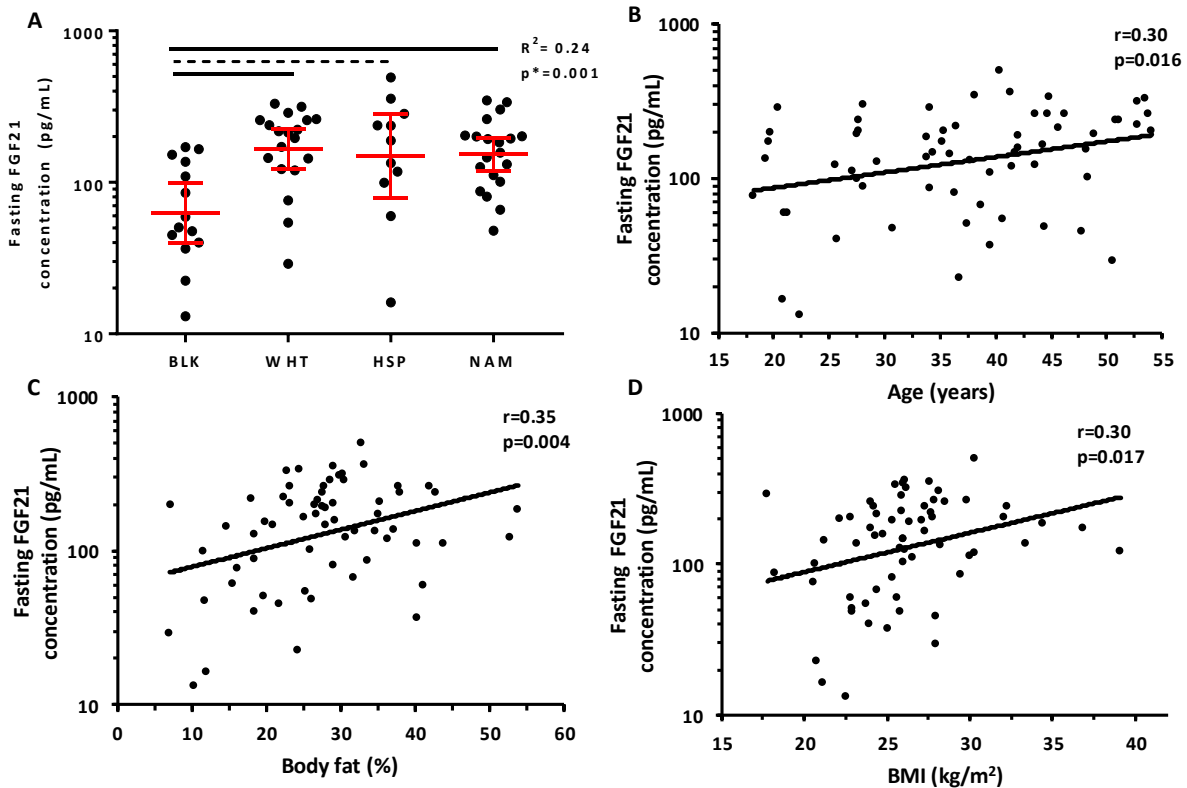 A
1000
100
10
Fasting FGF21
concentration (pg/mL)
R²= 0.24
p*=0.001
BLK WHT HSP NAM
B
1000
100
10
Fasting FGF21
concentration (pg/mL)
r=0.30
p=0.016
15 20 25 30 35 40 45 50 55
Age (years)
C
1000
100
10
Fasting FGF21
concentration (pg/mL)
r=0.35
p=0.004
0 10 20 30 40 50 60
Body fat (%)
D
1000
100
10
Fasting FGF21
concentration (pg/mL)
r=0.30
p=0.017
15 20 25 30 35 40
BMI (kg/m²)